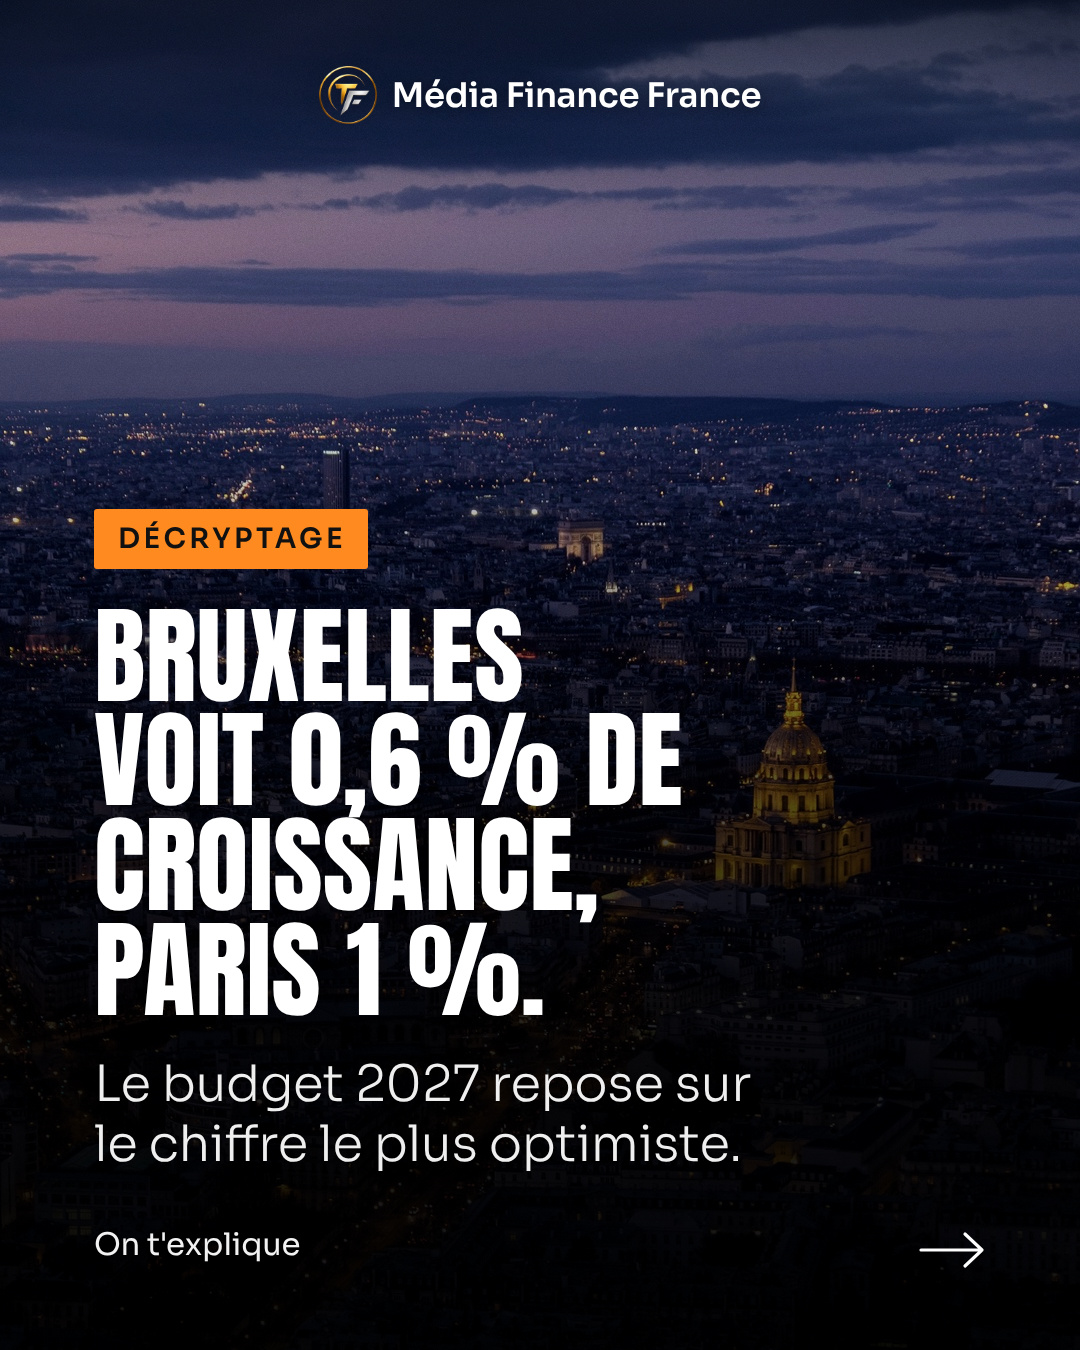 TF
Média Finance France
DÉCRYPTAGE
BRUXELLES
VOIT 0,6 % DE
CROISSANCE,
PARIS 1 %.
Le budget 2027 repose sur
le chiffre le plus optimiste.
On t'explique